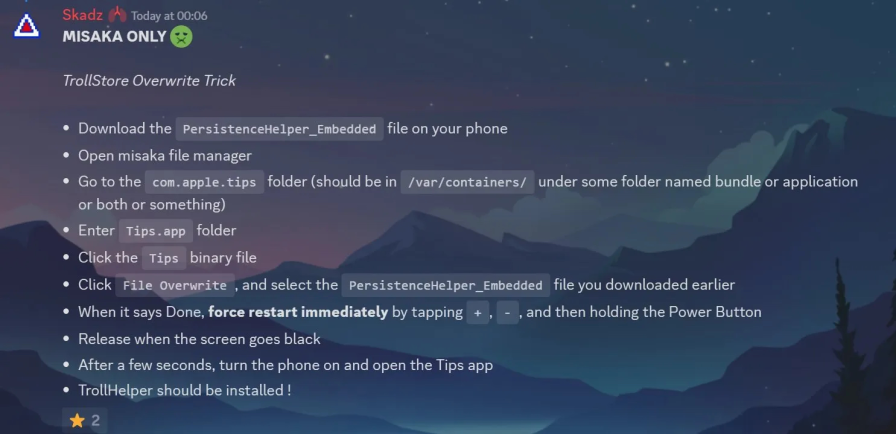 Skadz Today at 00:06
MISAKA ONLY
TrollStore Overwrite Trick
• Download the PersistenceHelper_Embedded file on your phone
• Open misaka file manager
• Go to the com.apple.tips folder (should be in /var/containers/ under some folder named bundle or application
or both or something)
• Enter Tips.app folder
• Click the Tips binary file
• Click File Overwrite, and select the PersistenceHelper_Embedded file you downloaded earlier
• When it says Done, force restart immediately by tapping +, -, and then holding the Power Button
• Release when the screen goes black
• After a few seconds, turn the phone on and open the Tips app
• TrollHelper should be installed !
2